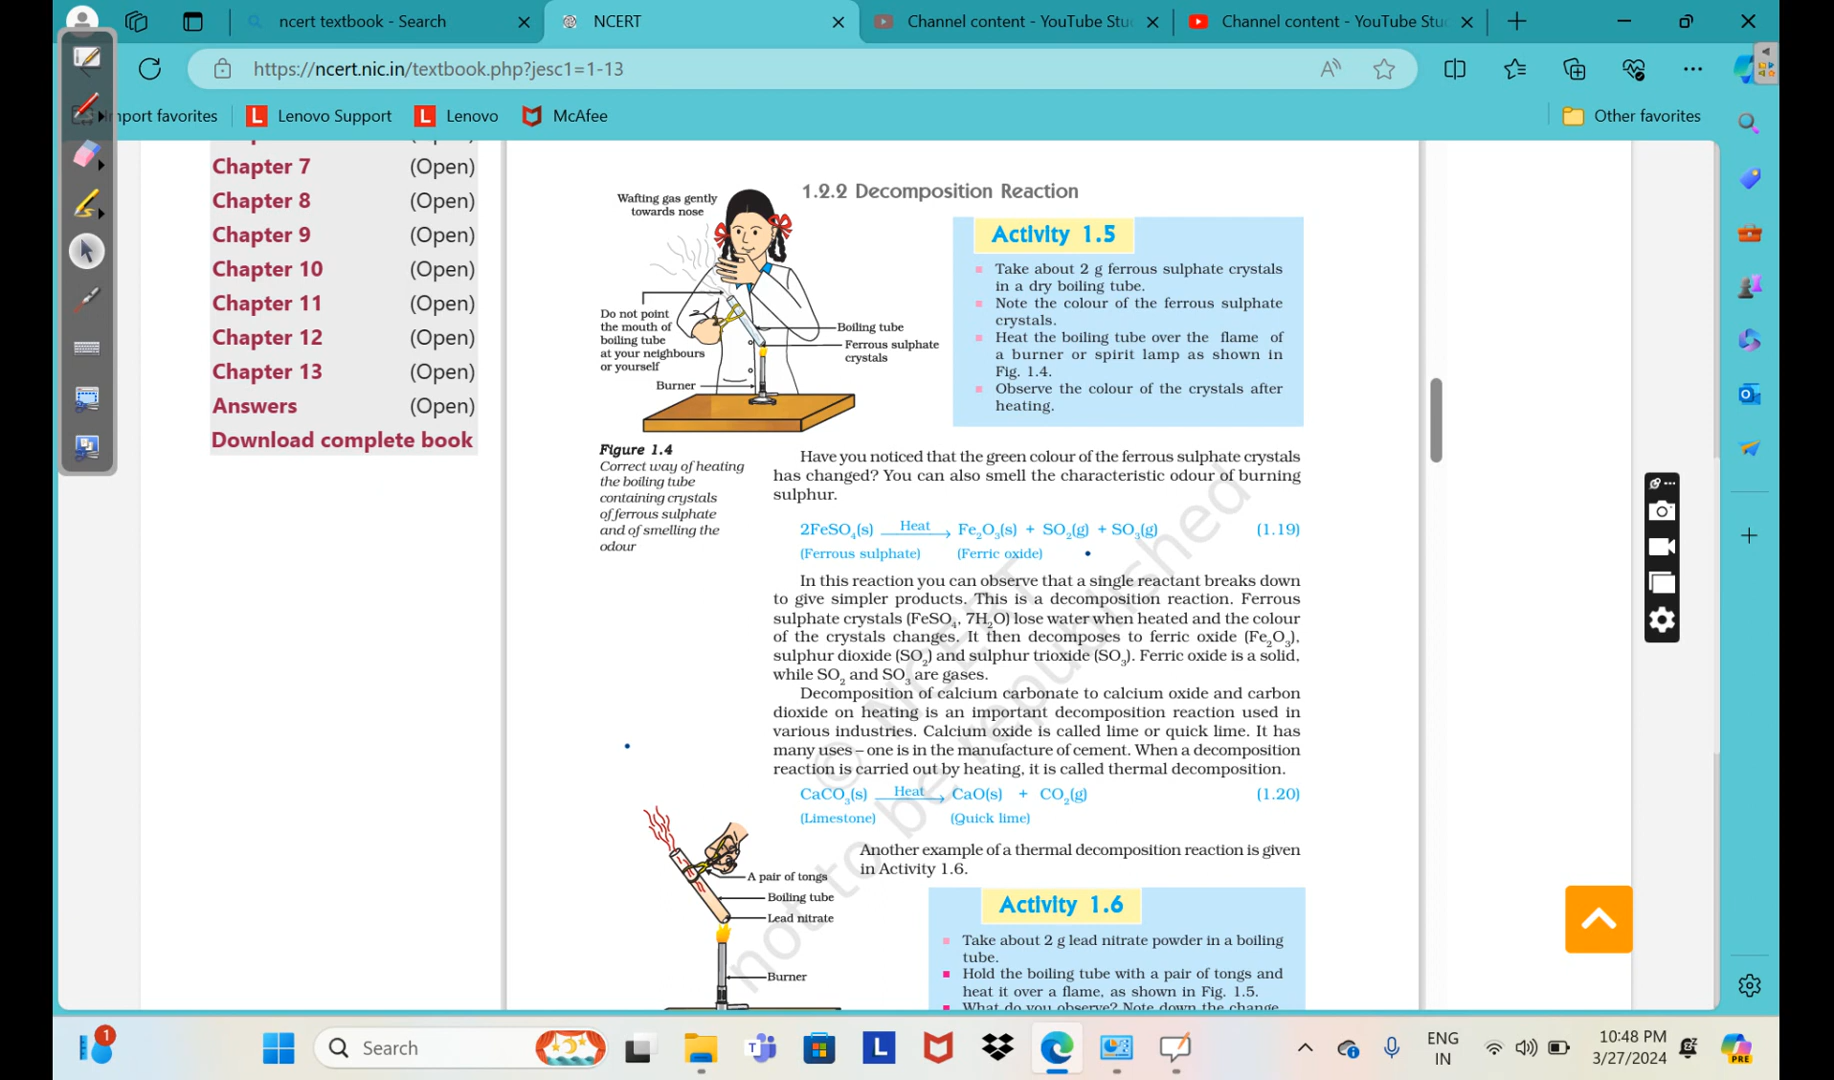 ncert textbook - Search
NCERT
Channel content - YouTube Stu
Channel content - YouTube Stu
https://ncert.nic.in/textbook.php?jesc1=1-13
mport favorites
L Lenovo Support
L Lenovo
McAfee
Other favorites
Chapter 7 (Open)
Chapter 8 (Open)
Chapter 9 (Open)
Chapter 10 (Open)
Chapter 11 (Open)
Chapter 12 (Open)
Chapter 13 (Open)
Answers (Open)
Download complete book
1.2.2 Decomposition Reaction
Wafting gas gently
towards nose
Do not point
the mouth of
boiling tube
at your neighbours
or yourself
Boiling tube
Ferrous sulphate
crystals
Burner
Figure 1.4
Correct way of heating
the boiling tube
containing crystals
of ferrous sulphate
and of smelling the
odour
Activity 1.5
Take about 2 g ferrous sulphate crystals
in a dry boiling tube.
Note the colour of the ferrous sulphate
crystals.
Heat the boiling tube over the flame of
a burner or spirit lamp as shown in
Fig. 1.4.
Observe the colour of the crystals after
heating.
Have you noticed that the green colour of the ferrous sulphate crystals
has changed? You can also smell the characteristic odour of burning
sulphur.
2FeSO₄(s) Heat → Fe₂O₃(s) + SO₂(g) + SO₃(g) (1.19)
(Ferrous sulphate) (Ferric oxide)
In this reaction you can observe that a single reactant breaks down
to give simpler products. This is a decomposition reaction. Ferrous
sulphate crystals (FeSO₄, 7H₂O) lose water when heated and the colour
of the crystals changes. It then decomposes to ferric oxide (Fe₂O₃),
sulphur dioxide (SO₂) and sulphur trioxide (SO₃). Ferric oxide is a solid,
while SO₂ and SO₃ are gases.
Decomposition of calcium carbonate to calcium oxide and carbon
dioxide on heating is an important decomposition reaction used in
various industries. Calcium oxide is called lime or quick lime. It has
many uses – one is in the manufacture of cement. When a decomposition
reaction is carried out by heating, it is called thermal decomposition.
CaCO₃(s) Heat → CaO(s) + CO₂(g) (1.20)
(Limestone) (Quick lime)
Another example of a thermal decomposition reaction is given
in Activity 1.6.
A pair of tongs
Boiling tube
Lead nitrate
Burner
Activity 1.6
Take about 2 g lead nitrate powder in a boiling
tube.
Hold the boiling tube with a pair of tongs and
heat it over a flame, as shown in Fig. 1.5.
What do you observe? Note down the change,
© NCERT
not to be republished
1
Search
L
ENG
IN
10:48 PM
3/27/2024
PRE